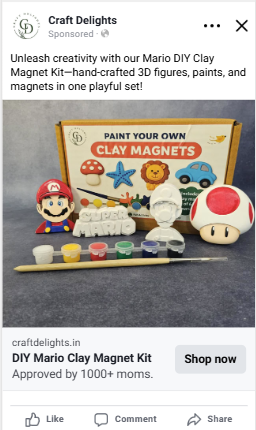 Craft Delights
Sponsored ·
Unleash creativity with our Mario DIY Clay
Magnet Kit—hand-crafted 3D figures, paints, and
magnets in one playful set!
PAINT YOUR OWN
CLAY MAGNETS
SUPER
MARIO
craftdelights.in
DIY Mario Clay Magnet Kit
Approved by 1000+ moms.
Shop now
Like
Comment
Share